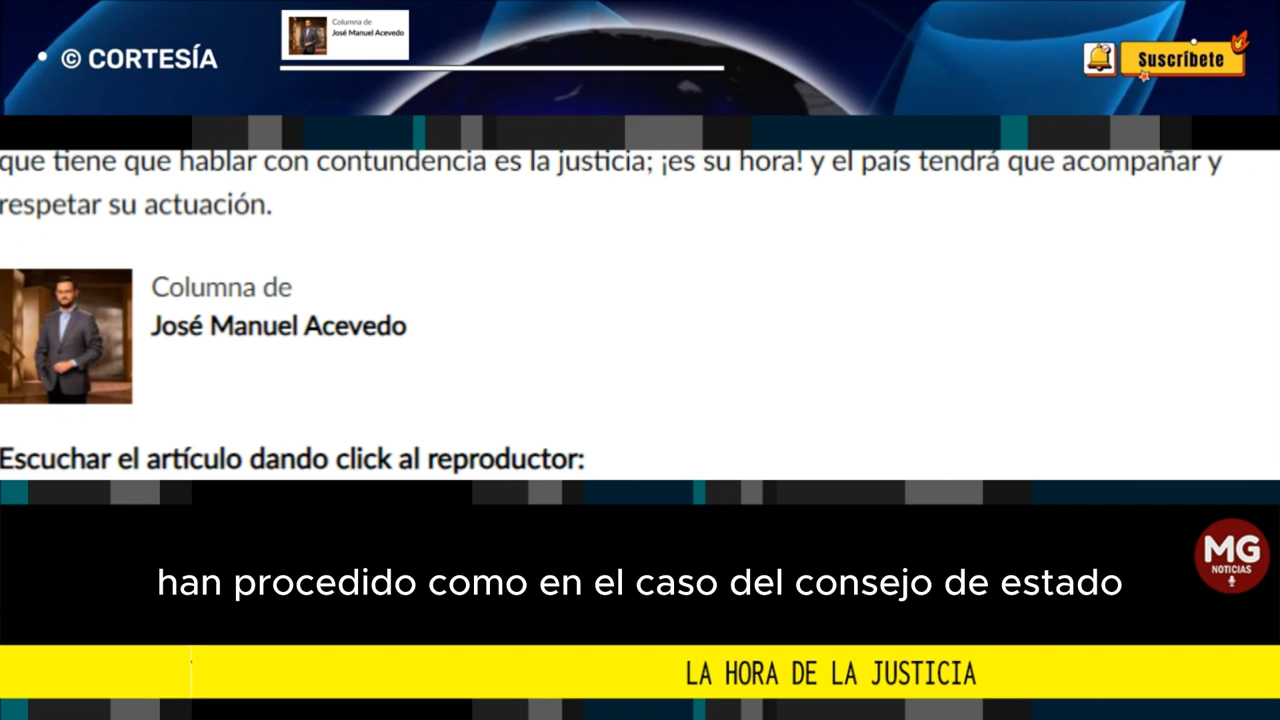 • © CORTESÍA
Columna de
José Manuel Acevedo
Suscríbete
que tiene que hablar con contundencia es la justicia; ¡es su hora! y el país tendrá que acompañar y
respetar su actuación.
Columna de
José Manuel Acevedo
Escuchar el artículo dando click al reproductor:
MG
NOTICIAS
han procedido como en el caso del consejo de estado
LA HORA DE LA JUSTICIA